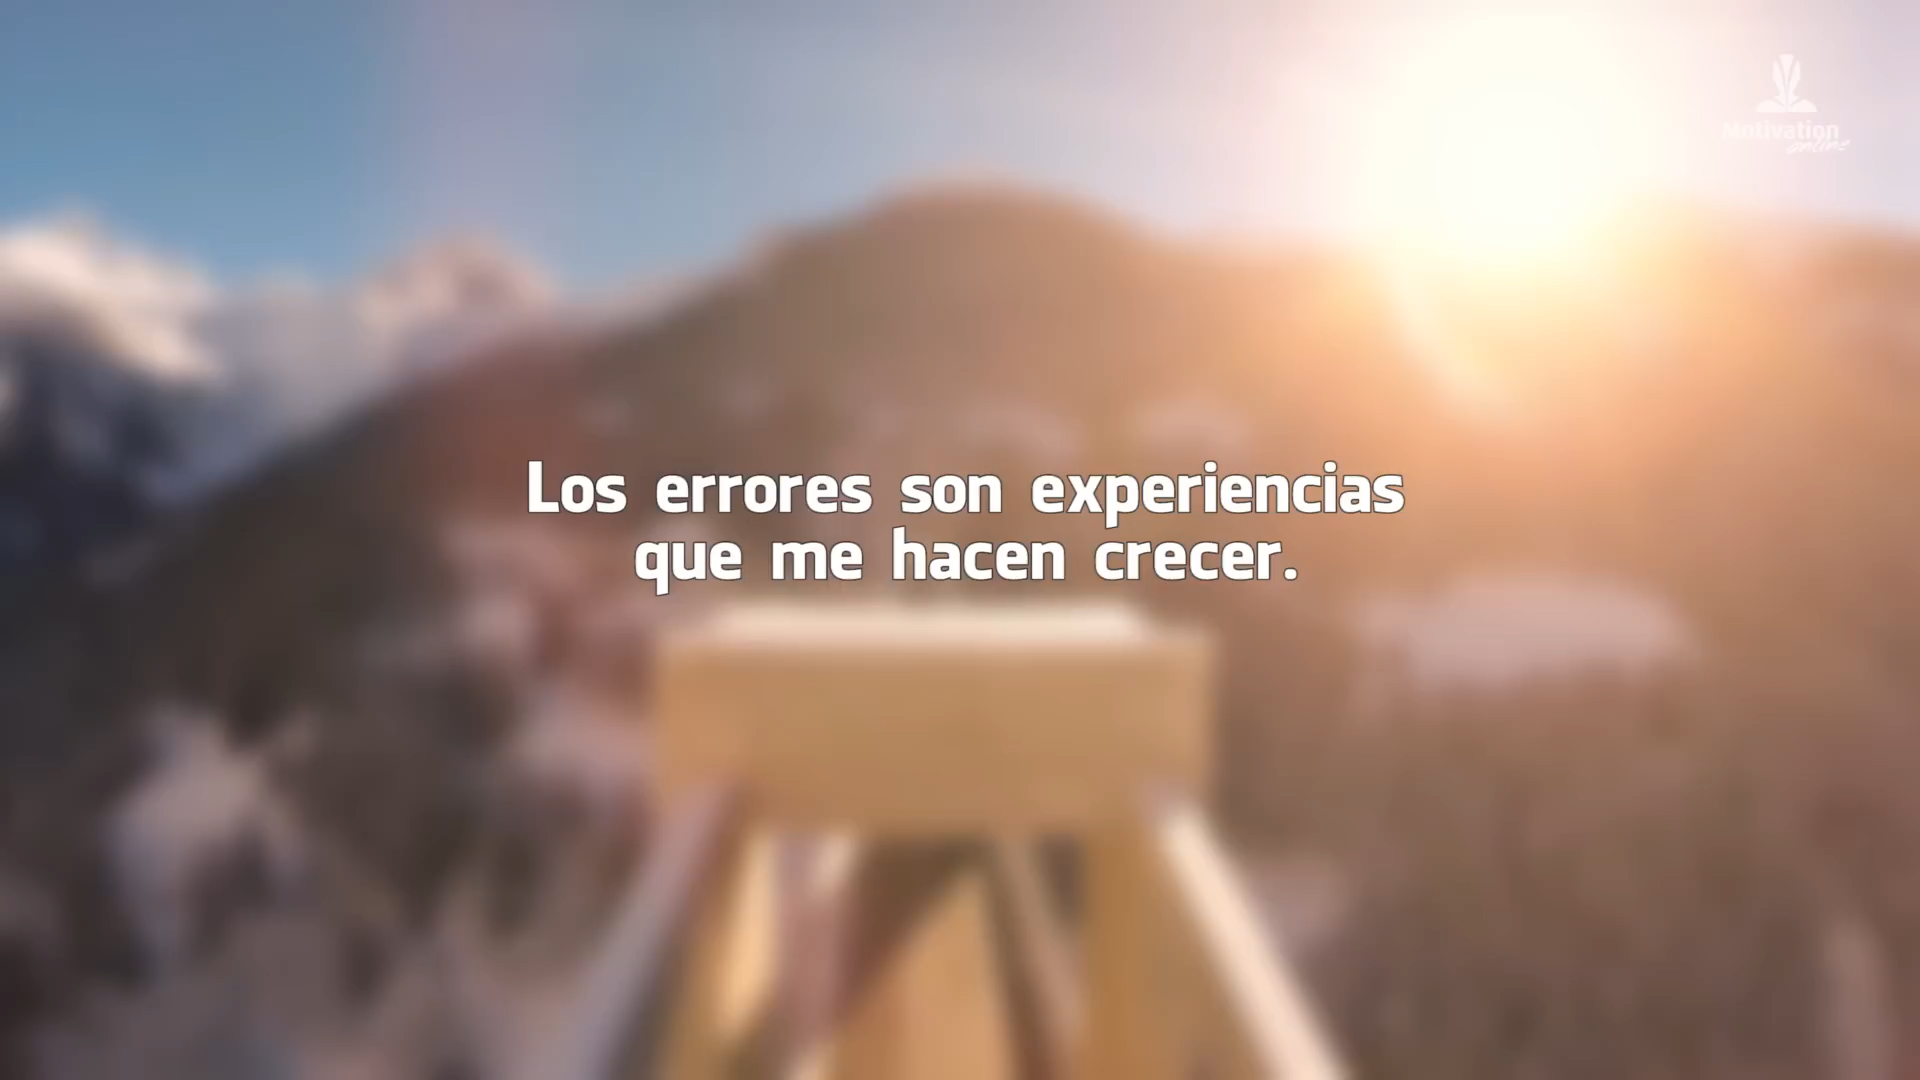 Motivation
online
Los errores son experiencias
que me hacen crecer.